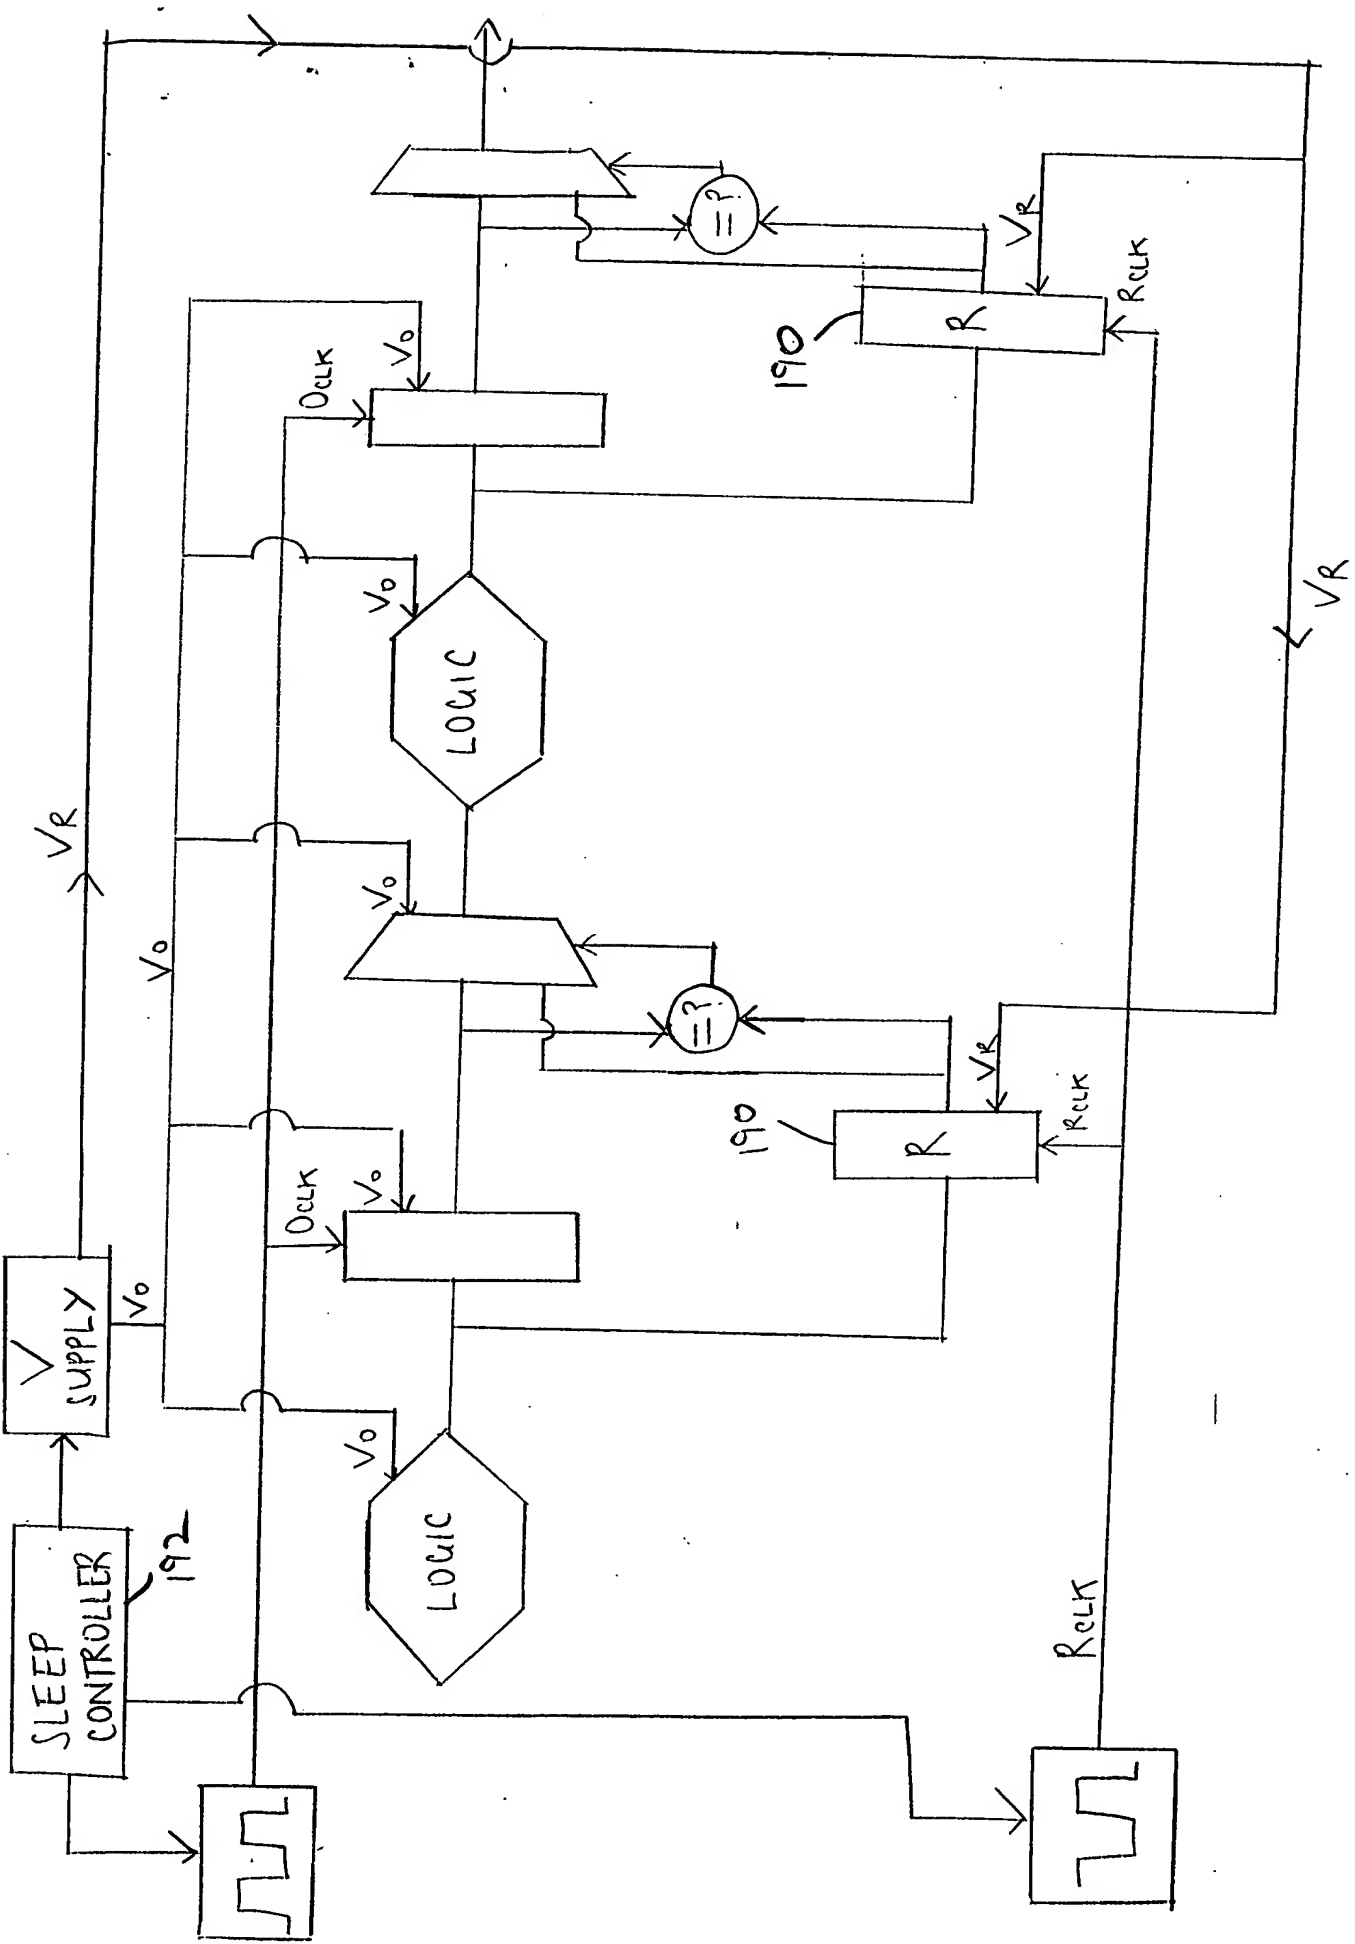 SLEEP
CONTROLLER
192
V
SUPPLY
VR
Vo
Vo
OCLK
OCLK
Vo
Vo
Vo
Vo
Vo
LOGIC
LOGIC
=?
=?
190
190
R
R
VR
VR
RCLK
RCLK
RCLK
VR